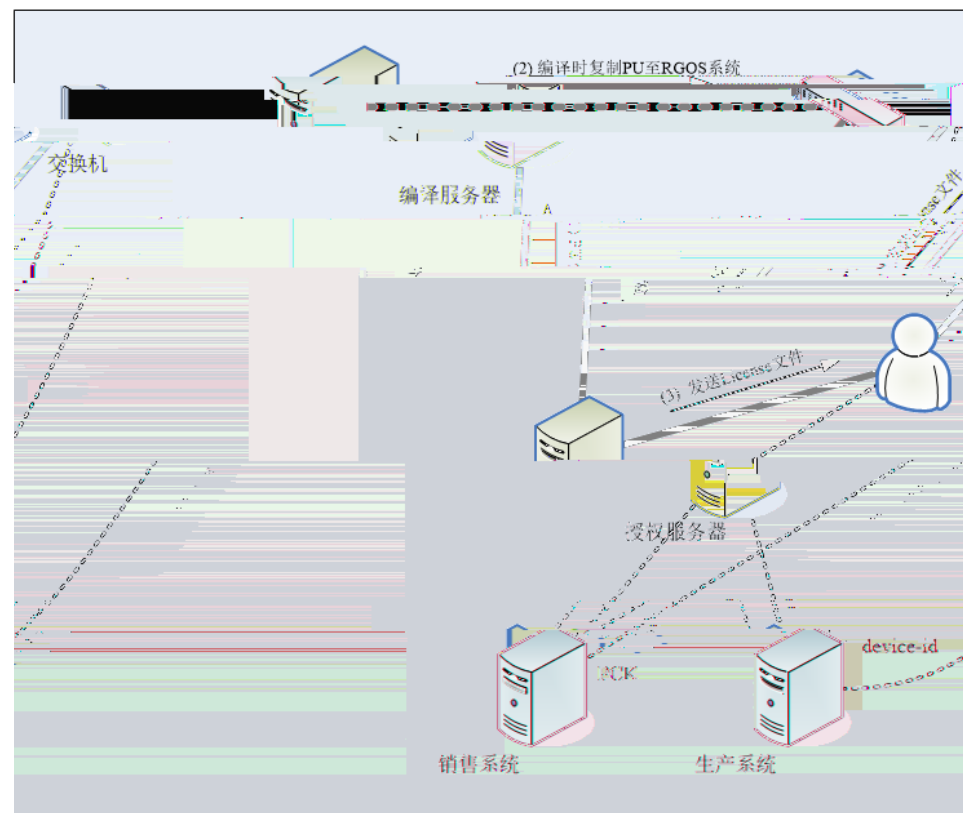 (2) 编译时复制PU至RGOS系统
交换机
编译服务器
A
(3) 发送License文件
授权服务器
device-id
销售系统
生产系统